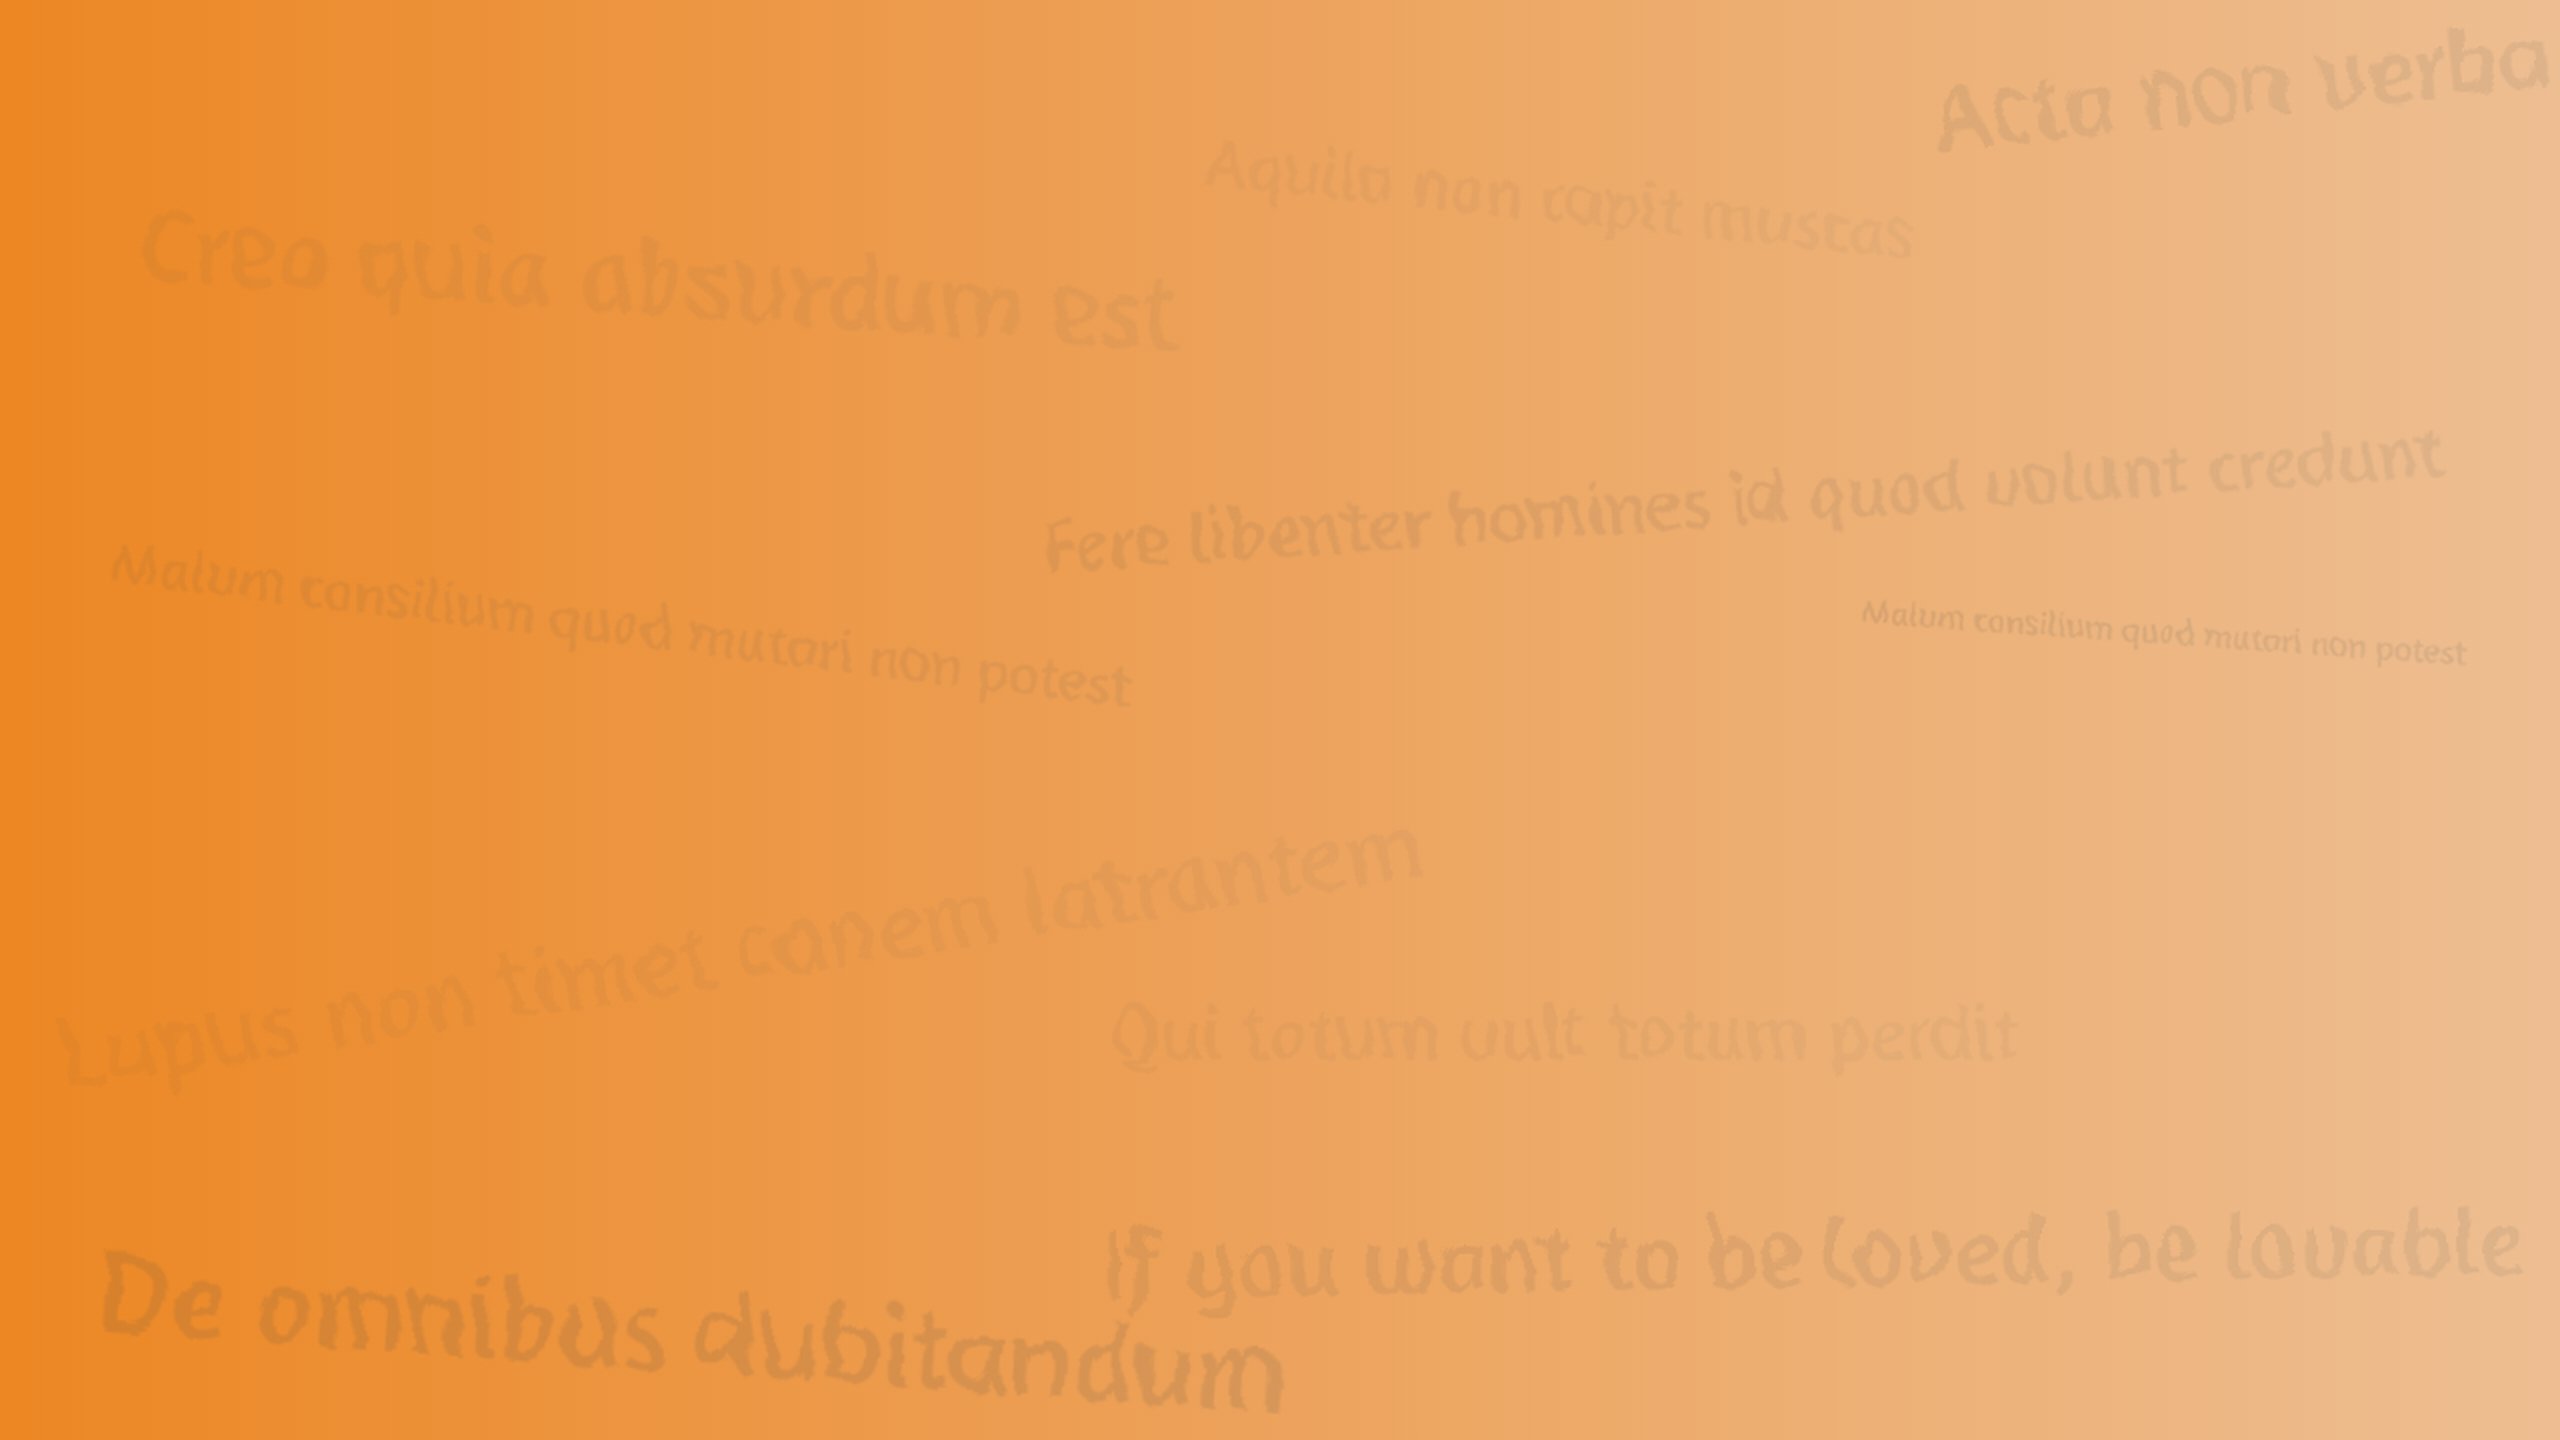 Acta non verba
Aquila non capit muscas
Creo quia absurdum est
Fere libenter homines id quod volunt credunt
Malum consilium quod mutari non potest
Malum consilium quod mutari non potest
Lupus non timet canem latrantem
Qui totum vult totum perdit
If you want to be loved, be lovable
De omnibus dubitandum